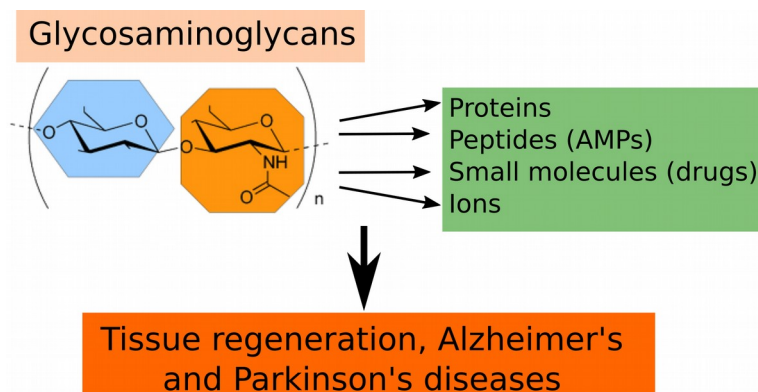 Glycosaminoglycans
O
O
O
O
NH
O
n
Proteins
Peptides (AMPs)
Small molecules (drugs)
Ions
Tissue regeneration, Alzheimer's
and Parkinson's diseases